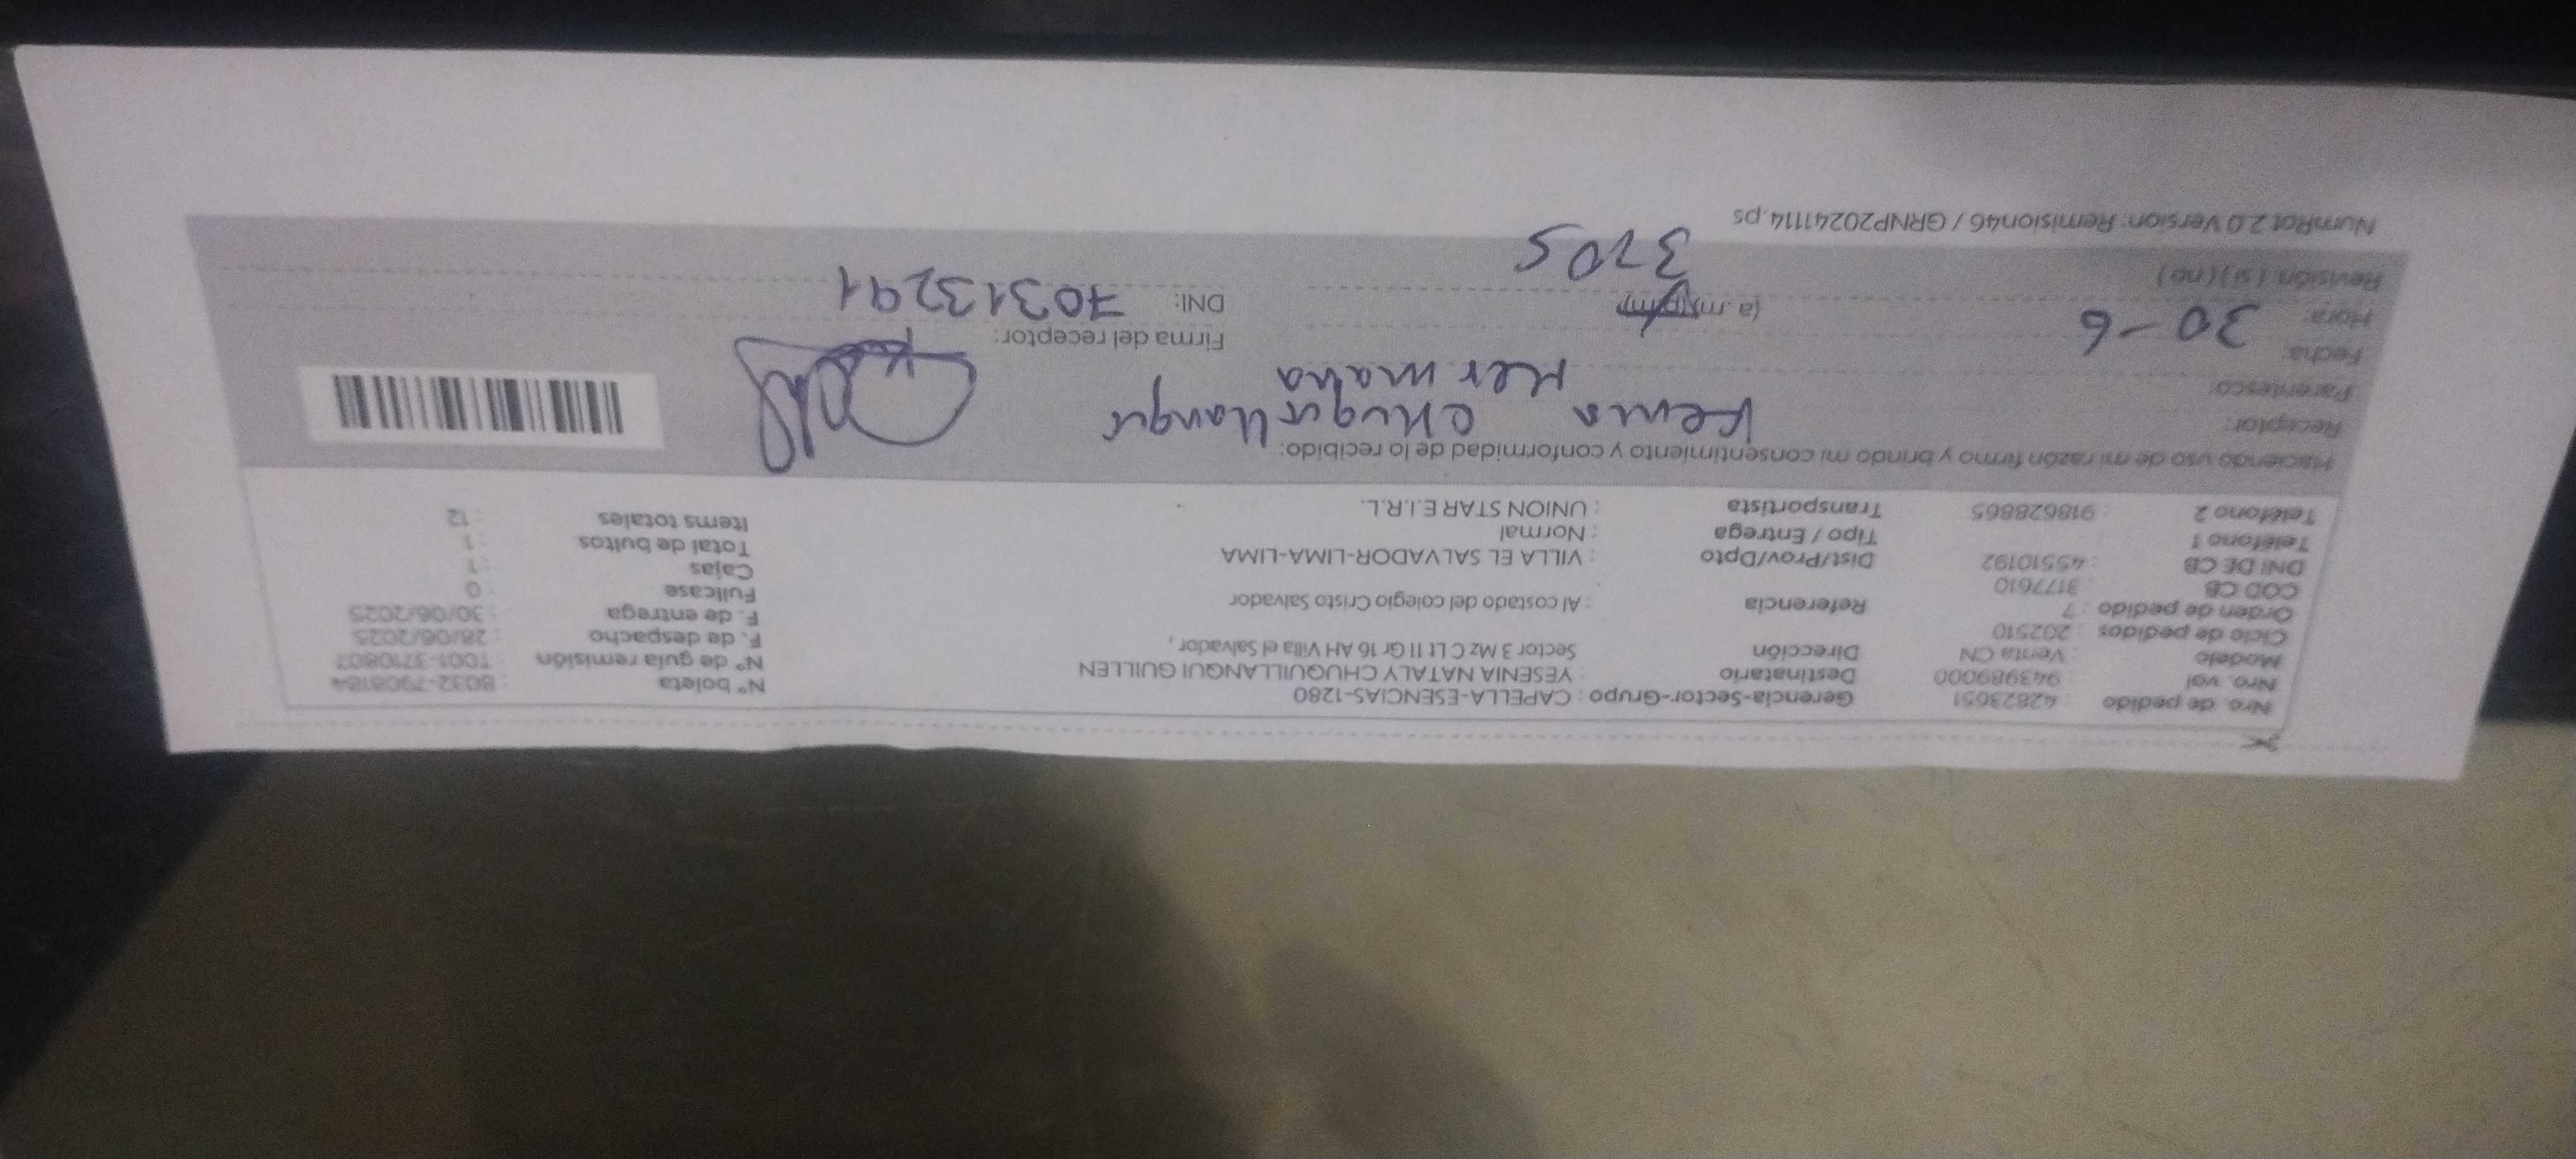 Nro. de pedido : 42823651 Gerencia-Sector-Grupo : CAPELLA-ESENCIAS-1280 N° boleta : B032-7908184
Nro. vol : 94398900 Destinatario : YESENIA NATALY CHUQUILLANQUI GUILLEN N° de guía remisión : T001-3710807
Modelo : Venta CN Dirección Sector 3 Mz C Lt 11 Gr 16 AH Villa el Salvador , F. de despacho : 28/06/2025
Ciclo de pedidos : 202510 F. de entrega : 30/06/2025
Orden de pedido : 7 Referencia : Al costado del colegio Cristo Salvador Fullcase : 0
COD CB : 3177610 Cajas : 1
DNI DE CB : 45510192 Dist/Prov/Dpto : VILLA EL SALVADOR-LIMA-LIMA Total de bultos : 1
Teléfono 1 : Tipo / Entrega : Normal Items totales : 12
Teléfono 2 : 918628865 Transportista : UNION STAR E.I.R.L.
Haciendo uso de mi razón firmo y brindo mi consentimiento y conformidad de lo recibido:
Receptor: chuquillanqui
Parentesco: Hermana
Fecha: 30-6 Firma del receptor:
Hora: (a.m)(p.m) 3205 DNI: 70313291
Revisión: (si) (no)
NumRot 2.0 Version: Remision46 / GRNP20241114.ps